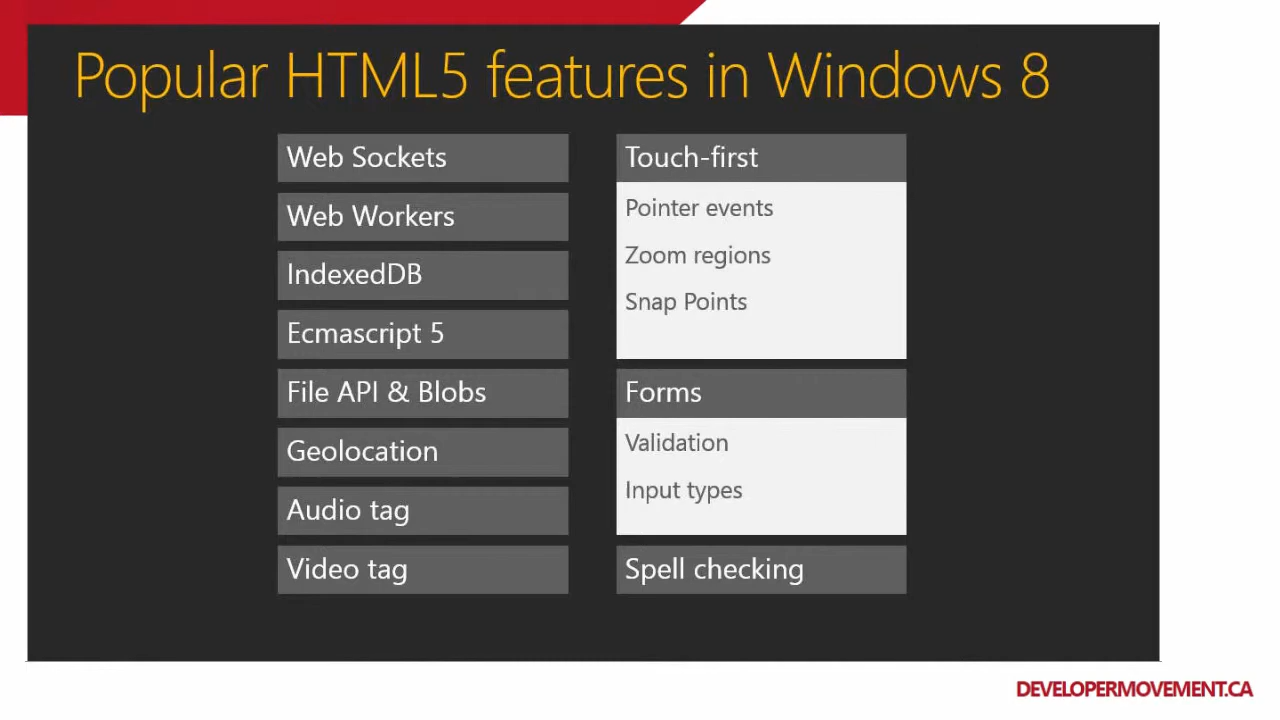 Popular HTML5 features in Windows 8
Web Sockets
Web Workers
IndexedDB
Ecmascript 5
File API & Blobs
Geolocation
Audio tag
Video tag
Touch-first
Pointer events
Zoom regions
Snap Points
Forms
Validation
Input types
Spell checking
DEVELOPERMOVEMENT.CA